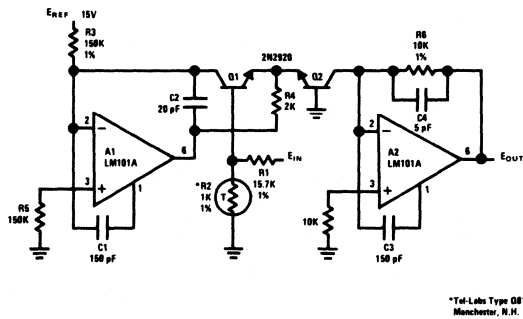 EREF 15V
R3
150K
1%
2N2920
Q1
Q2
R6
10K
1%
C4
5 pF
C2
20 pF
R4
2K
2
A1
LM101A
6
3
1
EIN
R1
15.7K
1%
*R2
1K
1%
T
R5
150K
C1
150 pF
2
A2
LM101A
6
EOUT
3
1
10K
C3
150 pF
*Tel-Labs Type
Manchester, N.H.